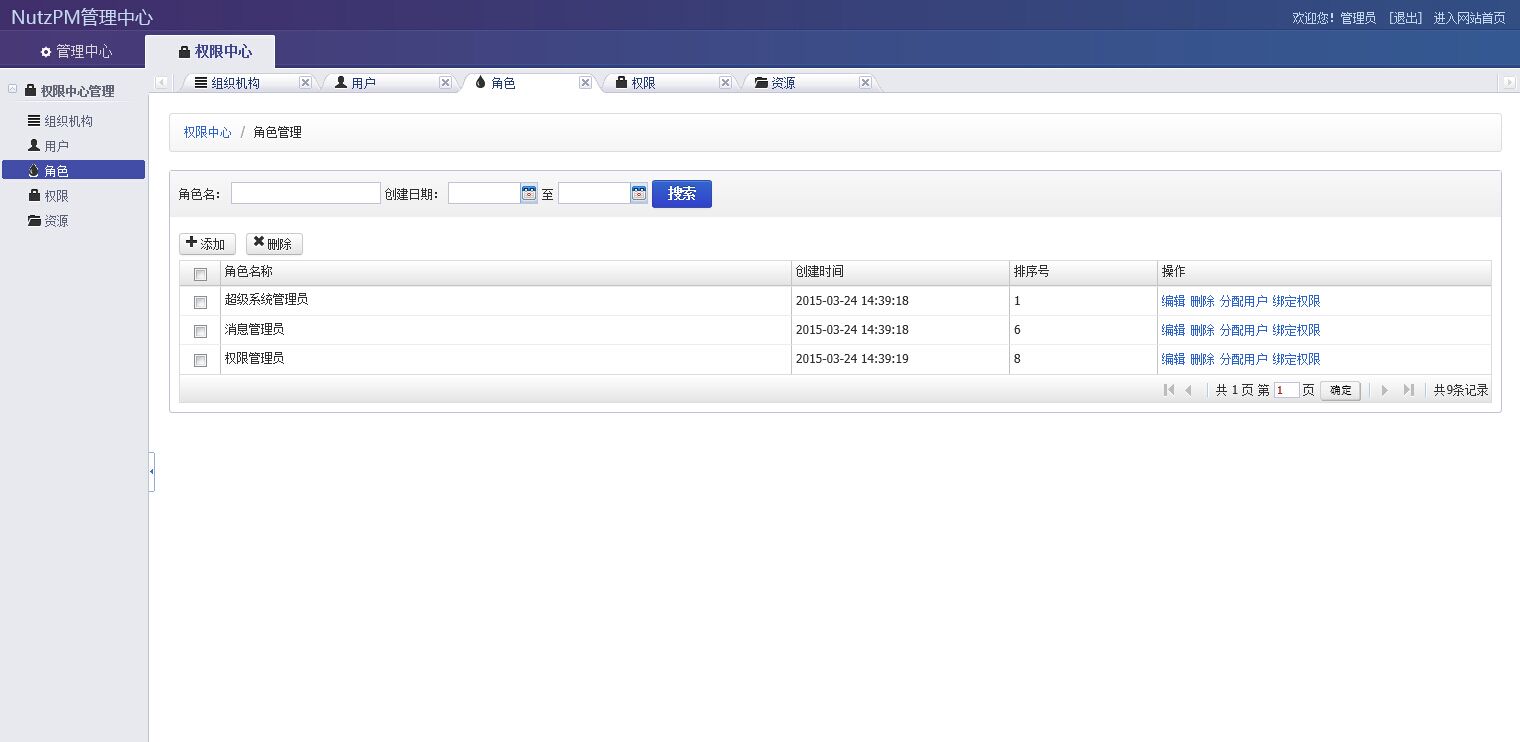 NutzPM管理中心
欢迎您! 管理员 [退出] 进入网站首页
管理中心 权限中心
权限中心管理
组织机构
用户
角色
权限
资源
组织机构 用户 角色 权限 资源
权限中心 / 角色管理
角色名: 创建日期: 至 搜索
添加 删除
角色名称 创建时间 排序号 操作
超级系统管理员 2015-03-24 14:39:18 1 编辑 删除 分配用户 绑定权限
消息管理员 2015-03-24 14:39:18 6 编辑 删除 分配用户 绑定权限
权限管理员 2015-03-24 14:39:19 8 编辑 删除 分配用户 绑定权限
共 1 页 第 1 页 确定 共9条记录